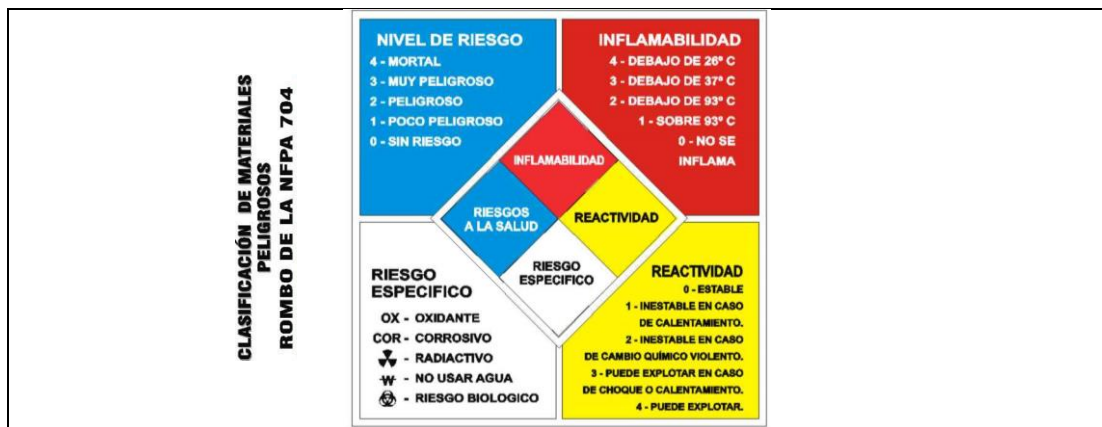 CLASIFICACIÓN DE MATERIALES
PELIGROSOS
ROMBO DE LA NFPA 704
NIVEL DE RIESGO
4 - MORTAL
3 - MUY PELIGROSO
2 - PELIGROSO
1 - POCO PELIGROSO
0 - SIN RIESGO
INFLAMABILIDAD
4 - DEBAJO DE 26º C
3 - DEBAJO DE 37º C
2 - DEBAJO DE 93º C
1 - SOBRE 93º C
0 - NO SE
INFLAMA
INFLAMABILIDAD
RIESGOS
A LA SALUD
REACTIVIDAD
RIESGO
ESPECIFICO
RIESGO
ESPECIFICO
OX - OXIDANTE
COR - CORROSIVO
- RADIACTIVO
W - NO USAR AGUA
- RIESGO BIOLOGICO
REACTIVIDAD
0 - ESTABLE
1 - INESTABLE EN CASO
DE CALENTAMIENTO.
2 - INESTABLE EN CASO
DE CAMBIO QUÍMICO VIOLENTO.
3 - PUEDE EXPLOTAR EN CASO
DE CHOQUE O CALENTAMIENTO.
4 - PUEDE EXPLOTAR.